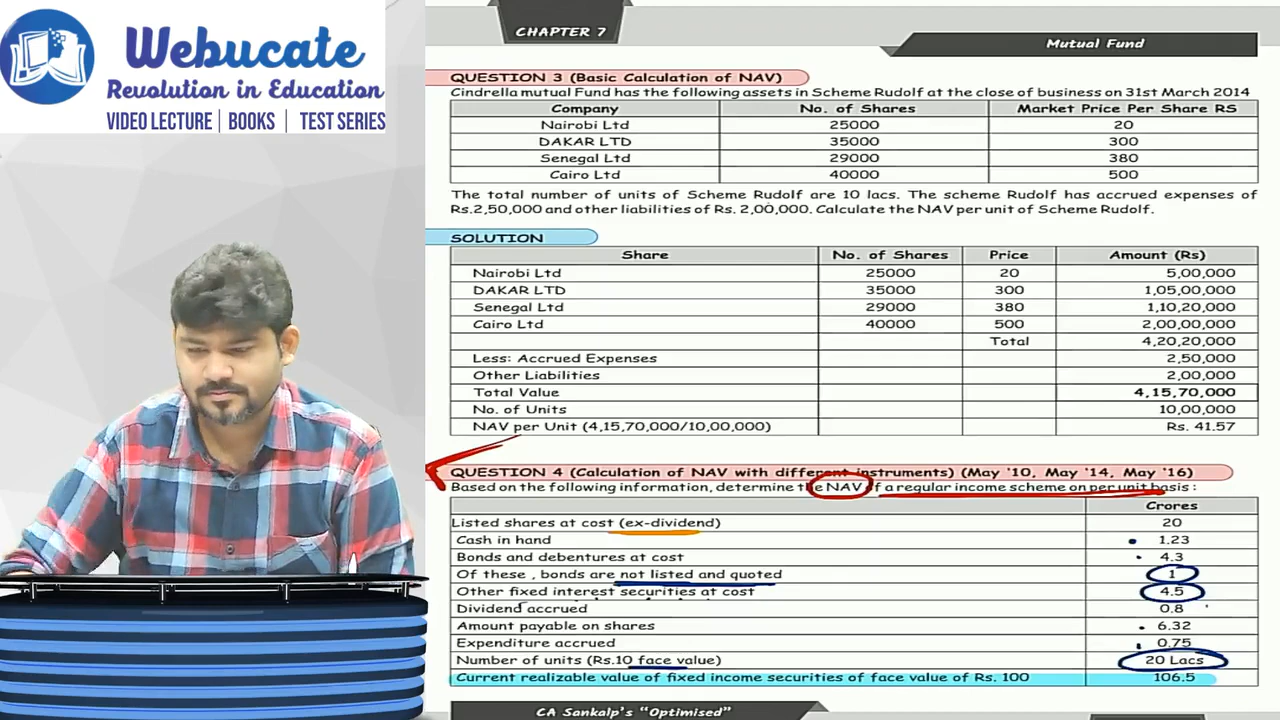 Webucate
Revolution in Education
VIDEO LECTURE | BOOKS | TEST SERIES
CHAPTER 7
Mutual Fund
QUESTION 3 (Basic Calculation of NAV)
Cindrella mutual Fund has the following assets in Scheme Rudolf at the close of business on 31st March 2014
Company No. of Shares Market Price Per Share RS
Nairobi Ltd 25000 20
DAKAR LTD 35000 300
Senegal Ltd 29000 380
Cairo Ltd 40000 500
The total number of units of Scheme Rudolf are 10 lacs. The scheme Rudolf has accrued expenses of
Rs.2,50,000 and other liabilities of Rs. 2,00,000. Calculate the NAV per unit of Scheme Rudolf.
SOLUTION
Share No. of Shares Price Amount (Rs)
Nairobi Ltd 25000 20 5,00,000
DAKAR LTD 35000 300 1,05,00,000
Senegal Ltd 29000 380 1,10,20,000
Cairo Ltd 40000 500 2,00,00,000
Total 4,20,20,000
Less: Accrued Expenses 2,50,000
Other Liabilities 2,00,000
Total Value 4,15,70,000
No. of Units 10,00,000
NAV per Unit (4,15,70,000/10,00,000) Rs. 41.57
QUESTION 4 (Calculation of NAV with different instruments) (May '10, May '14, May '16)
Based on the following information, determine the NAV of a regular income scheme on per unit basis :
Crores
Listed shares at cost (ex-dividend) 20
Cash in hand 1.23
Bonds and debentures at cost 4.3
Of these , bonds are not listed and quoted 1
Other fixed interest securities at cost 4.5
Dividend accrued 0.8
Amount payable on shares 6.32
Expenditure accrued 0.75
Number of units (Rs.10 face value) 20 Lacs
Current realizable value of fixed income securities of face value of Rs. 100 106.5
CA Sankalp's "Optimised"